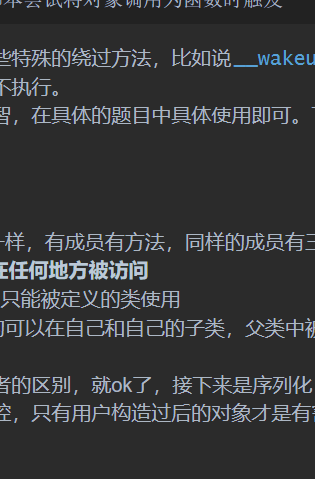 本尝试将对象调用为函数时触发
些特殊的绕过方法，比如说__wakeu
不执行。
智，在具体的题目中具体使用即可。
一样，有成员有方法，同样的成员有三
在任何地方被访问
只能被定义的类使用
的可以在自己和自己的子类，父类中被
者的区别，就ok了，接下来是序列化
控，只有用户构造过后的对象才是有害